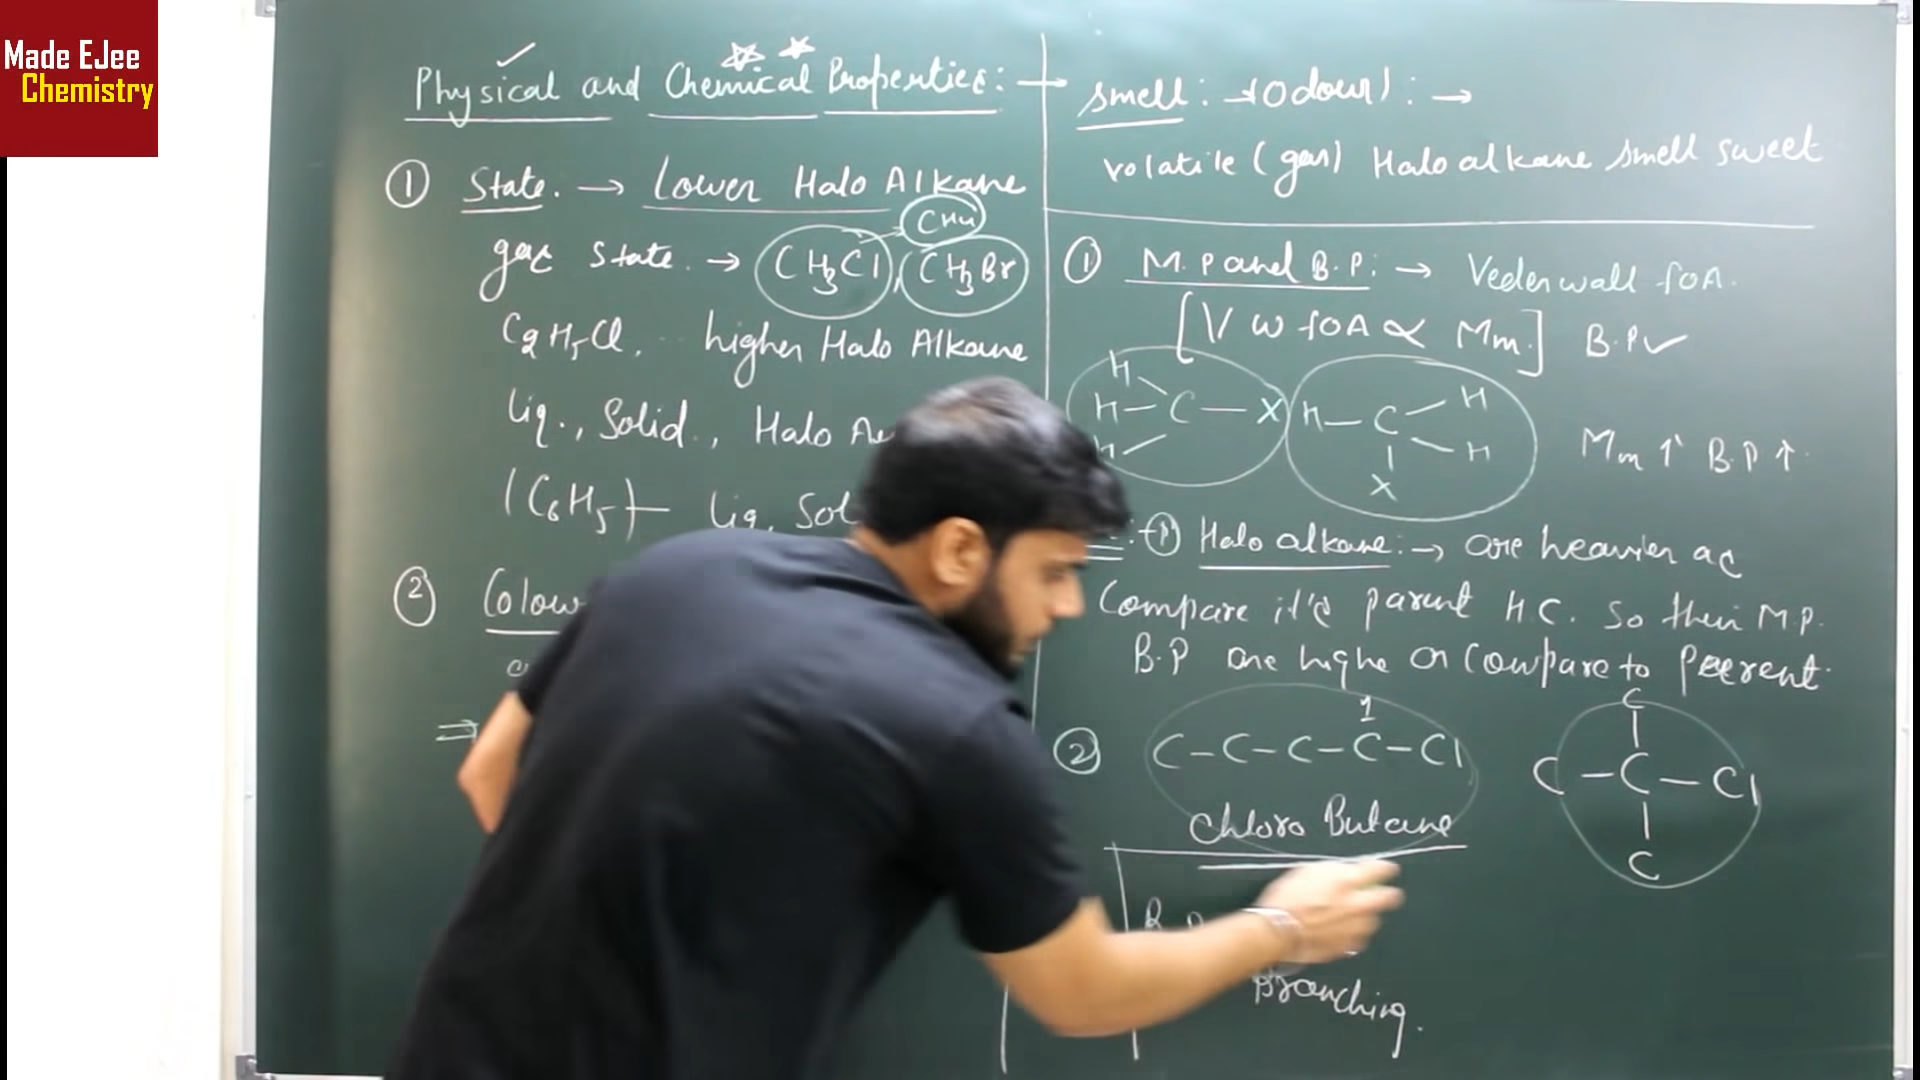 Made EJee
Chemistry
Physical and Chemical Properties: →
① State. → Lower Halo Alkane
CH4
gas state. → CH3Cl, CH3Br
C2H5Cl, higher Halo Alkane
liq., Solid., Halo
(C6H5)— liq, Sol
② Colou
⇒
smell: → (Odour): →
volatile (gas) Halo alkane smell sweet
① M.P and B.P: → Vederwall fOA.
[V W fOA ∝ Mm.] B.P✓
H
H — C — X
H
H — C — H
H
X
Mm ↑ B.P ↑
Halo alkane: → are heavier as
Compare it's parent H.C. So their M.P.
B.P are highe on Compare to Paerent.
② 1
C-C-C-C-Cl
Chloro Butane
C
C — C — Cl
C
Branching.